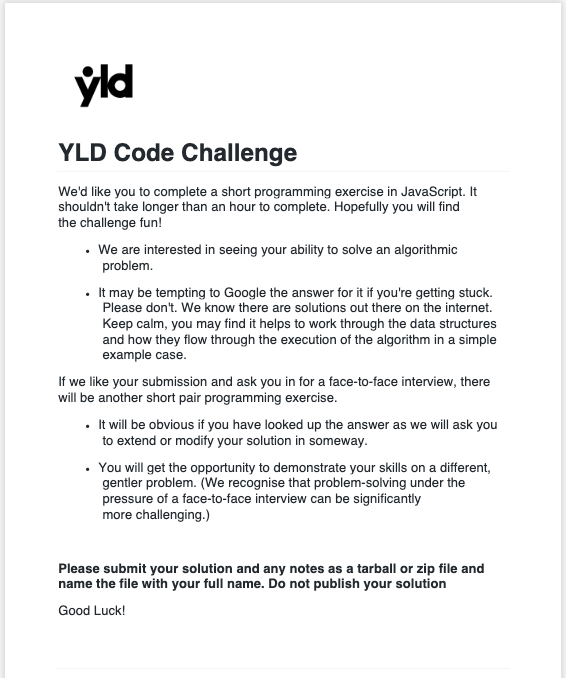 yld
YLD Code Challenge
We'd like you to complete a short programming exercise in JavaScript. It
shouldn't take longer than an hour to complete. Hopefully you will find
the challenge fun!
• We are interested in seeing your ability to solve an algorithmic
problem.
• It may be tempting to Google the answer for it if you're getting stuck.
Please don't. We know there are solutions out there on the internet.
Keep calm, you may find it helps to work through the data structures
and how they flow through the execution of the algorithm in a simple
example case.
If we like your submission and ask you in for a face-to-face interview, there
will be another short pair programming exercise.
• It will be obvious if you have looked up the answer as we will ask you
to extend or modify your solution in someway.
• You will get the opportunity to demonstrate your skills on a different,
gentler problem. (We recognise that problem-solving under the
pressure of a face-to-face interview can be significantly
more challenging.)
Please submit your solution and any notes as a tarball or zip file and
name the file with your full name. Do not publish your solution
Good Luck!